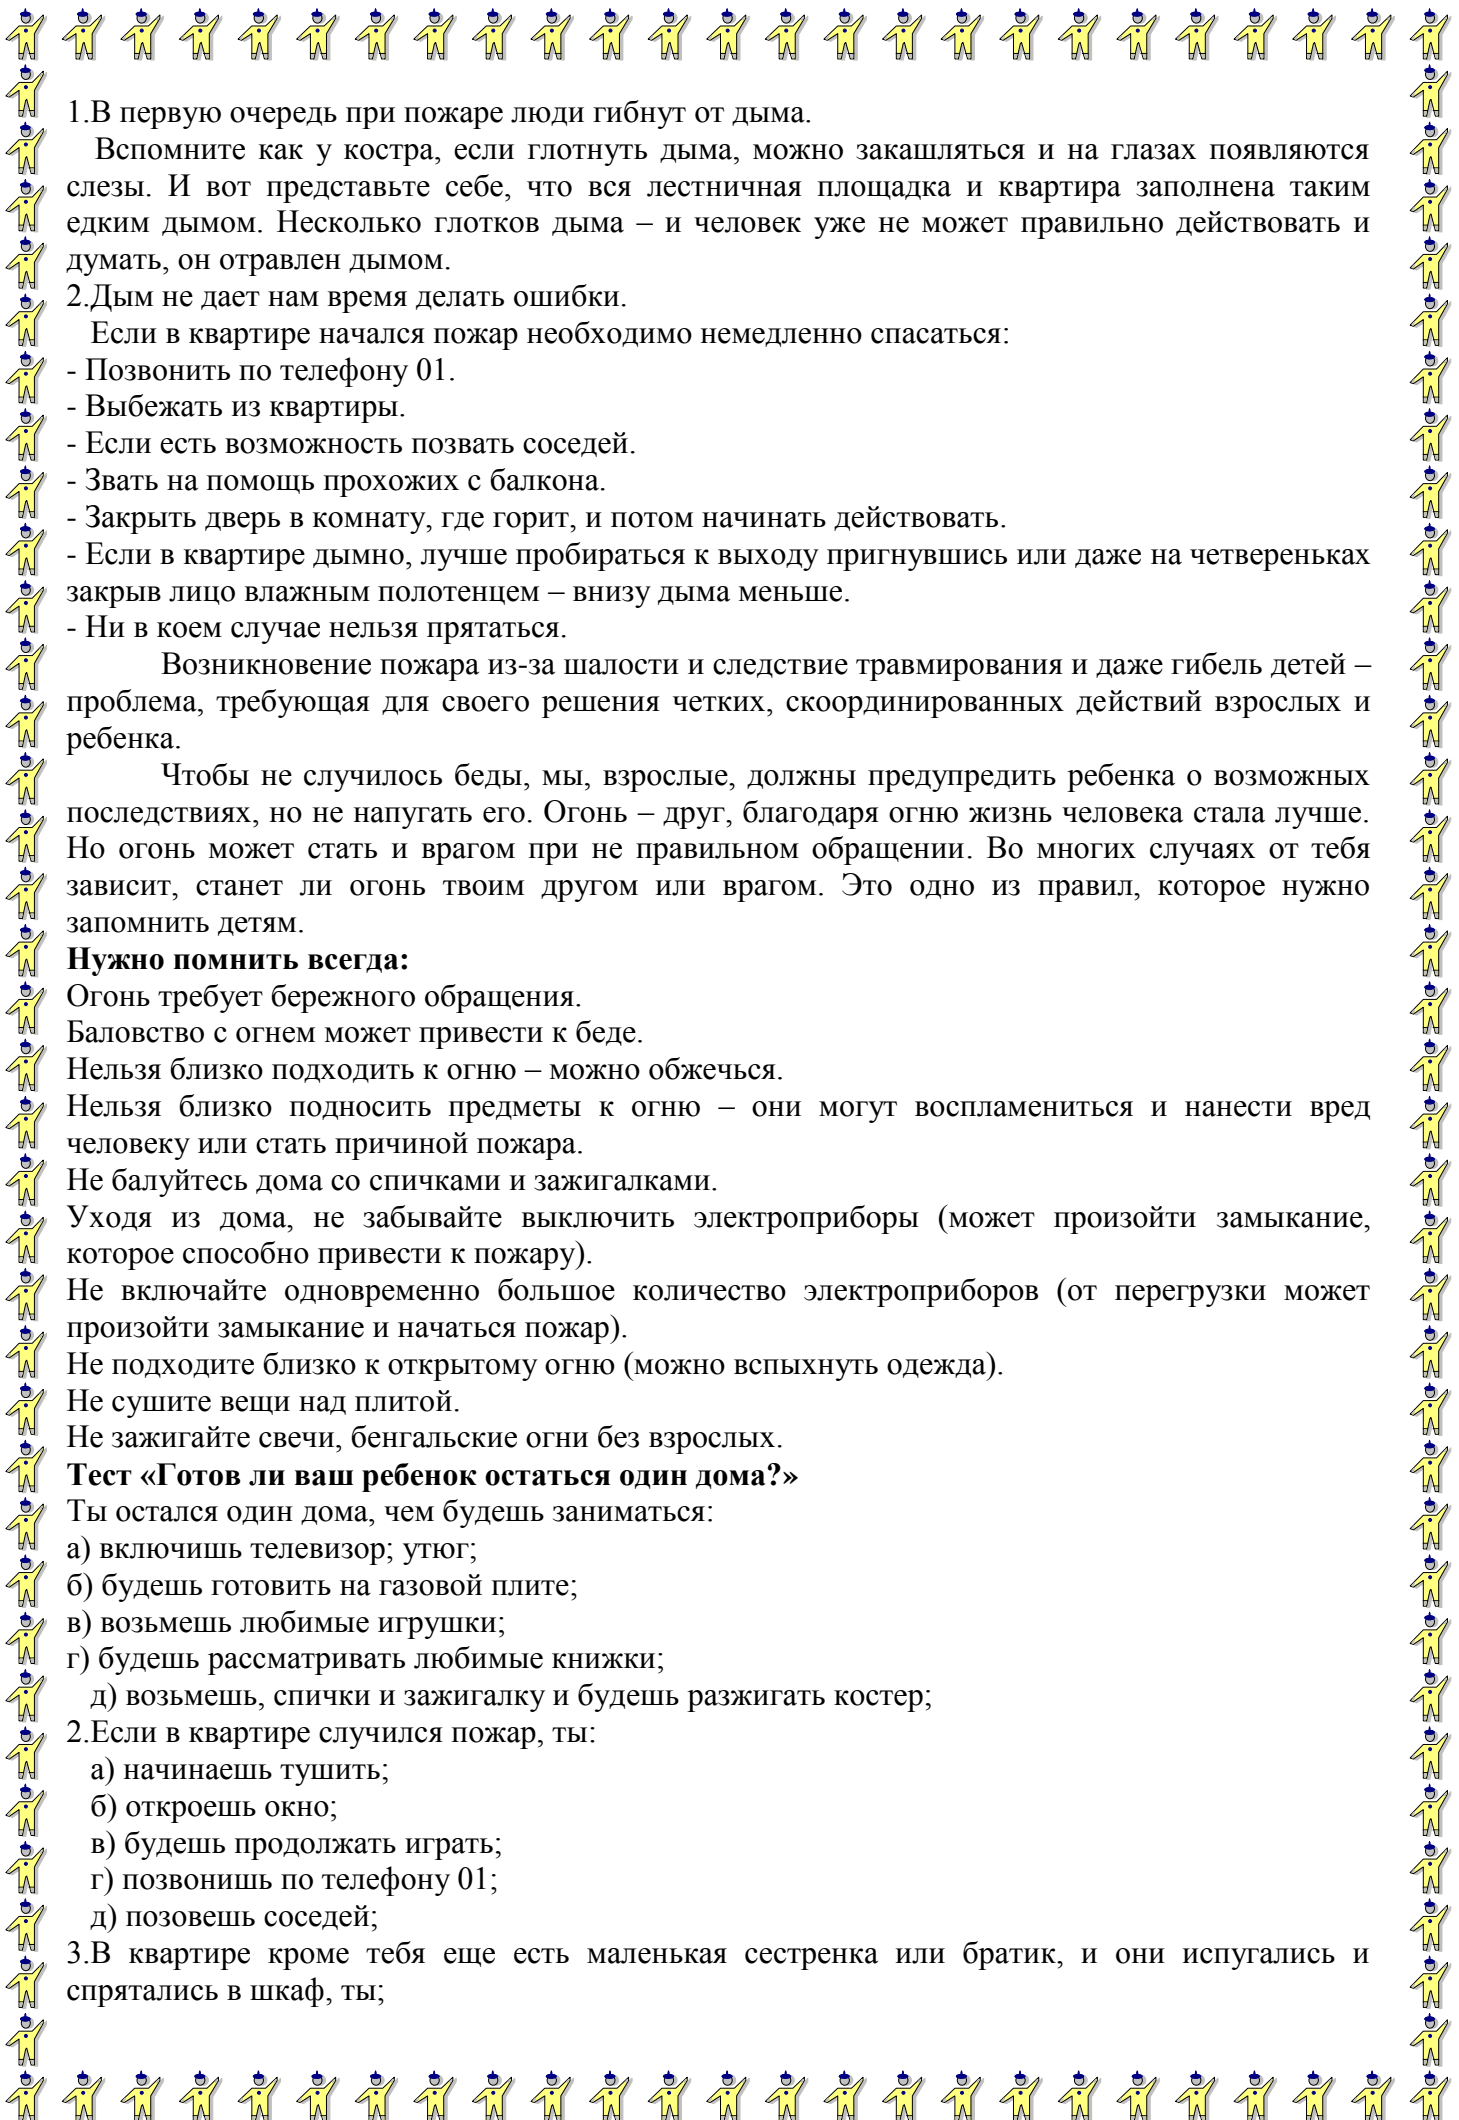 1.В первую очередь при пожаре люди гибнут от дыма.
Вспомните как у костра, если глотнуть дыма, можно закашляться и на глазах появляются
слезы. И вот представьте себе, что вся лестничная площадка и квартира заполнена таким
едким дымом. Несколько глотков дыма – и человек уже не может правильно действовать и
думать, он отравлен дымом.
2.Дым не дает нам время делать ошибки.
Если в квартире начался пожар необходимо немедленно спасаться:
- Позвонить по телефону 01.
- Выбежать из квартиры.
- Если есть возможность позвать соседей.
- Звать на помощь прохожих с балкона.
- Закрыть дверь в комнату, где горит, и потом начинать действовать.
- Если в квартире дымно, лучше пробираться к выходу пригнувшись или даже на четвереньках
закрыв лицо влажным полотенцем – внизу дыма меньше.
- Ни в коем случае нельзя прятаться.
Возникновение пожара из-за шалости и следствие травмирования и даже гибель детей –
проблема, требующая для своего решения четких, скоординированных действий взрослых и
ребенка.
Чтобы не случилось беды, мы, взрослые, должны предупредить ребенка о возможных
последствиях, но не напугать его. Огонь – друг, благодаря огню жизнь человека стала лучше.
Но огонь может стать и врагом при не правильном обращении. Во многих случаях от тебя
зависит, станет ли огонь твоим другом или врагом. Это одно из правил, которое нужно
запомнить детям.
Нужно помнить всегда:
Огонь требует бережного обращения.
Баловство с огнем может привести к беде.
Нельзя близко подходить к огню – можно обжечься.
Нельзя близко подносить предметы к огню – они могут воспламениться и нанести вред
человеку или стать причиной пожара.
Не балуйтесь дома со спичками и зажигалками.
Уходя из дома, не забывайте выключить электроприборы (может произойти замыкание,
которое способно привести к пожару).
Не включайте одновременно большое количество электроприборов (от перегрузки может
произойти замыкание и начаться пожар).
Не подходите близко к открытому огню (можно вспыхнуть одежда).
Не сушите вещи над плитой.
Не зажигайте свечи, бенгальские огни без взрослых.
Тест «Готов ли ваш ребенок остаться один дома?»
Ты остался один дома, чем будешь заниматься:
а) включишь телевизор; утюг;
б) будешь готовить на газовой плите;
в) возьмешь любимые игрушки;
г) будешь рассматривать любимые книжки;
д) возьмешь, спички и зажигалку и будешь разжигать костер;
2.Если в квартире случился пожар, ты:
а) начинаешь тушить;
б) откроешь окно;
в) будешь продолжать играть;
г) позвонишь по телефону 01;
д) позовешь соседей;
3.В квартире кроме тебя еще есть маленькая сестренка или братик, и они испугались и
спрятались в шкаф, ты;